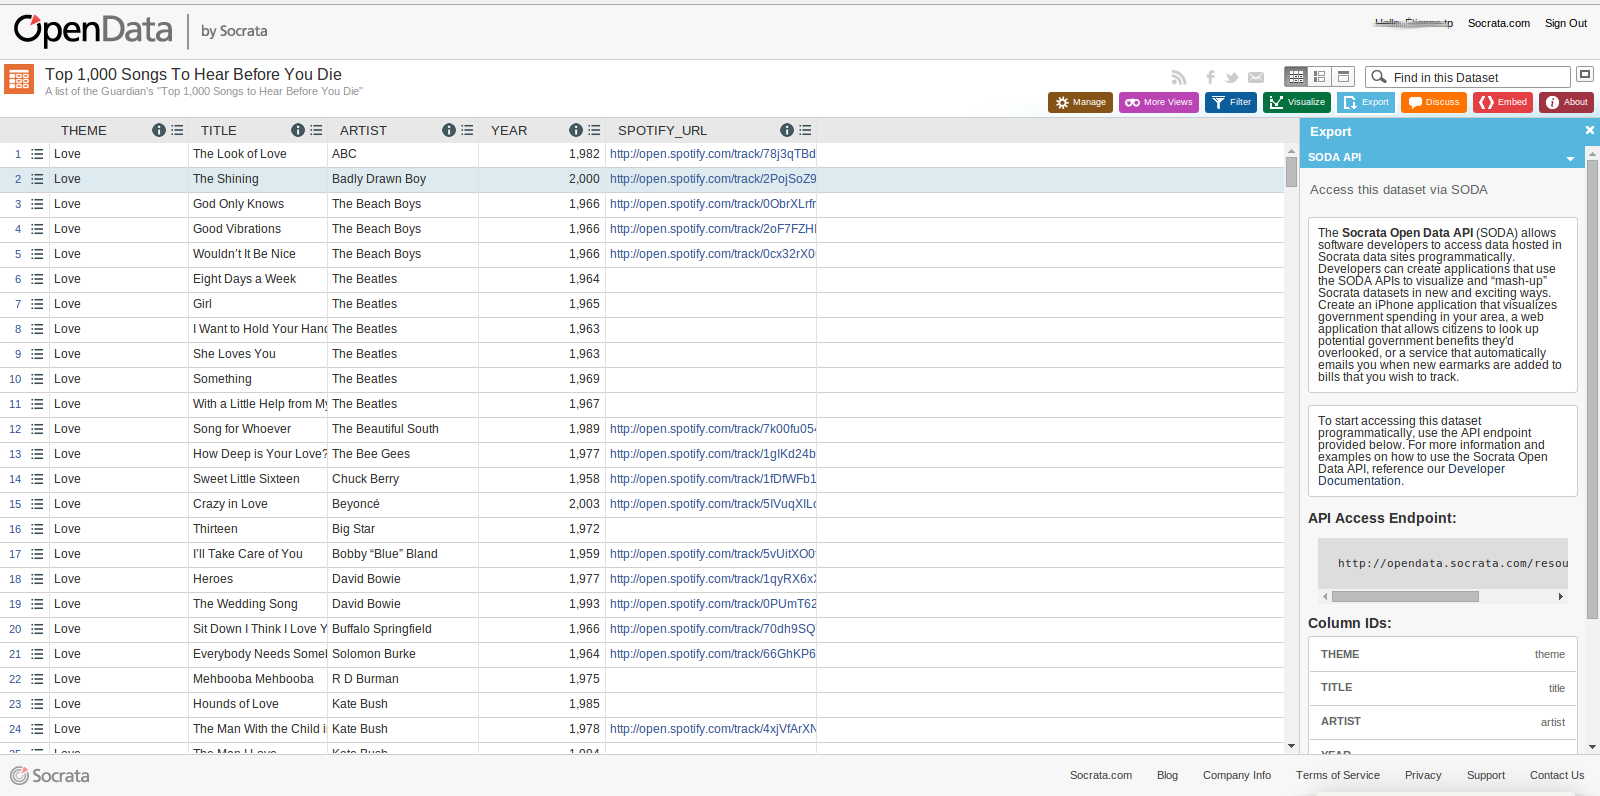 OpenData by Socrata
Socrata.com Sign Out
Top 1,000 Songs To Hear Before You Die
A list of the Guardian's "Top 1,000 Songs to Hear Before You Die"
Find in this Dataset
Manage More Views Filter Visualize Export Discuss Embed About
THEME TITLE ARTIST YEAR SPOTIFY_URL
1 Love The Look of Love ABC 1,982 http://open.spotify.com/track/78j3qTBd
2 Love The Shining Badly Drawn Boy 2,000 http://open.spotify.com/track/2PojSoZ9
3 Love God Only Knows The Beach Boys 1,966 http://open.spotify.com/track/0ObrXLrfr
4 Love Good Vibrations The Beach Boys 1,966 http://open.spotify.com/track/2oF7FZH
5 Love Wouldn’t It Be Nice The Beach Boys 1,966 http://open.spotify.com/track/0cx32rX0
6 Love Eight Days a Week The Beatles 1,964
7 Love Girl The Beatles 1,965
8 Love I Want to Hold Your Hand The Beatles 1,963
9 Love She Loves You The Beatles 1,963
10 Love Something The Beatles 1,969
11 Love With a Little Help from My The Beatles 1,967
12 Love Song for Whoever The Beautiful South 1,989 http://open.spotify.com/track/7k00fu054
13 Love How Deep is Your Love? The Bee Gees 1,977 http://open.spotify.com/track/1gIKd24b
14 Love Sweet Little Sixteen Chuck Berry 1,958 http://open.spotify.com/track/1fDfWFb1
15 Love Crazy in Love Beyoncé 2,003 http://open.spotify.com/track/5IVuqXILc
16 Love Thirteen Big Star 1,972
17 Love I’ll Take Care of You Bobby “Blue” Bland 1,959 http://open.spotify.com/track/5vUitXO0
18 Love Heroes David Bowie 1,977 http://open.spotify.com/track/1qyRX6xX
19 Love The Wedding Song David Bowie 1,993 http://open.spotify.com/track/0PUmT62
20 Love Sit Down I Think I Love Y Buffalo Springfield 1,966 http://open.spotify.com/track/70dh9SQ
21 Love Everybody Needs Some Solomon Burke 1,964 http://open.spotify.com/track/66GhKP6
22 Love Mehbooba Mehbooba R D Burman 1,975
23 Love Hounds of Love Kate Bush 1,985
24 Love The Man With the Child i Kate Bush 1,978 http://open.spotify.com/track/4xjVfArXN
25 Love The Man I Love Kate Bush 1,994
Export
SODA API
Access this dataset via SODA
The Socrata Open Data API (SODA) allows
software developers to access data hosted in
Socrata data sites programmatically.
Developers can create applications that use
the SODA APIs to visualize and “mash-up”
Socrata datasets in new and exciting ways.
Create an iPhone application that visualizes
government spending in your area, a web
application that allows citizens to look up
potential government benefits they'd
overlooked, or a service that automatically
emails you when new earmarks are added to
bills that you wish to track.
To start accessing this dataset
programmatically, use the API endpoint
provided below. For more information and
examples on how to use the Socrata Open
Data API, reference our Developer
Documentation.
API Access Endpoint:
http://opendata.socrata.com/resou
Column IDs:
THEME theme
TITLE title
ARTIST artist
YEAR
Socrata
Socrata.com Blog Company Info Terms of Service Privacy Support Contact Us